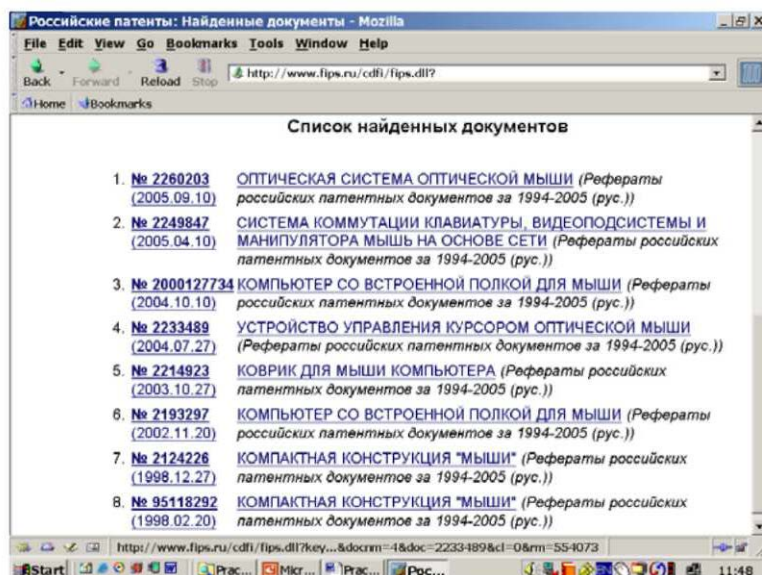 Российские патенты: Найденные документы - Mozilla
File Edit View Go Bookmarks Tools Window Help
Back Forward Reload Stop
http://www.fips.ru/cdfi/fips.dll?
Home Bookmarks
Список найденных документов
1. № 2260203 ОПТИЧЕСКАЯ СИСТЕМА ОПТИЧЕСКОЙ МЫШИ (Рефераты
(2005.09.10) российских патентных документов за 1994-2005 (рус.))
2. № 2249847 СИСТЕМА КОММУТАЦИИ КЛАВИАТУРЫ, ВИДЕОПОДСИСТЕМЫ И
(2005.04.10) МАНИПУЛЯТОРА МЫШЬ НА ОСНОВЕ СЕТИ (Рефераты российских
патентных документов за 1994-2005 (рус.))
3. № 2000127734 КОМПЬЮТЕР СО ВСТРОЕННОЙ ПОЛКОЙ ДЛЯ МЫШИ (Рефераты
(2004.10.10) российских патентных документов за 1994-2005 (рус.))
4. № 2233489 УСТРОЙСТВО УПРАВЛЕНИЯ КУРСОРОМ ОПТИЧЕСКОЙ МЫШИ
(2004.07.27) (Рефераты российских патентных документов за 1994-2005 (рус.))
5. № 2214923 КОВРИК ДЛЯ МЫШИ КОМПЬЮТЕРА (Рефераты российских
(2003.10.27) патентных документов за 1994-2005 (рус.))
6. № 2193297 КОМПЬЮТЕР СО ВСТРОЕННОЙ ПОЛКОЙ ДЛЯ МЫШИ (Рефераты
(2002.11.20) российских патентных документов за 1994-2005 (рус.))
7. № 2124226 КОМПАКТНАЯ КОНСТРУКЦИЯ "МЫШИ" (Рефераты российских
(1998.12.27) патентных документов за 1994-2005 (рус.))
8. № 95118292 КОМПАКТНАЯ КОНСТРУКЦИЯ "МЫШИ" (Рефераты российских
(1998.02.20) патентных документов за 1994-2005 (рус.))
http://www.fips.ru/cdfi/fips.dll?key...&docnm=4&doc=2233489&cl=0&rm=554073
Start Prac... Micr... Prac... Рос... 11:48